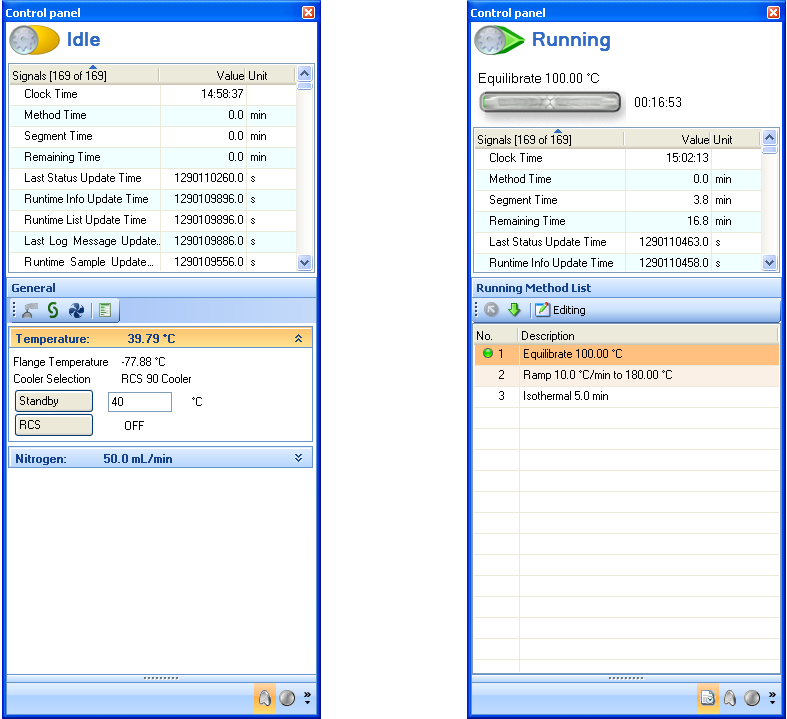 Control panel
Idle
Signals [169 of 169] Value Unit
Clock Time 14:58:37
Method Time 0.0 min
Segment Time 0.0 min
Remaining Time 0.0 min
Last Status Update Time 1290110260.0 s
Runtime Info Update Time 1290109896.0 s
Runtime List Update Time 1290109896.0 s
Last Log Message Update.. 1290109886.0 s
Runtime Sample Update... 1290109556.0 s
General
Temperature: 39.79 °C
Flange Temperature -77.88 °C
Cooler Selection RCS 90 Cooler
Standby 40 °C
RCS OFF
Nitrogen: 50.0 mL/min
Control panel
Running
Equilibrate 100.00 °C
00:16:53
Signals [169 of 169] Value Unit
Clock Time 15:02:13
Method Time 0.0 min
Segment Time 3.8 min
Remaining Time 16.8 min
Last Status Update Time 1290110463.0 s
Runtime Info Update Time 1290110458.0 s
Running Method List
Editing
No. Description
1 Equilibrate 100.00 °C
2 Ramp 10.0 °C/min to 180.00 °C
3 Isothermal 5.0 min